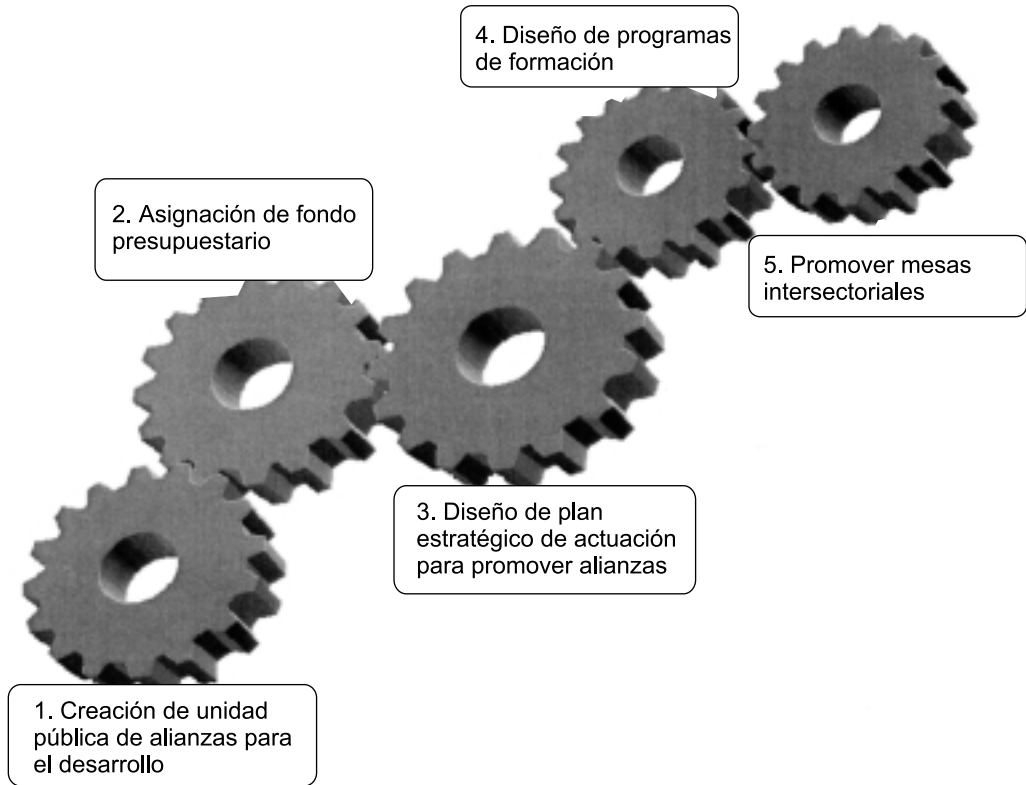 1. Creación de unidad
pública de alianzas para
el desarrollo
2. Asignación de fondo
presupuestario
3. Diseño de plan
estratégico de actuación
para promover alianzas
4. Diseño de programas
de formación
5. Promover mesas
intersectoriales